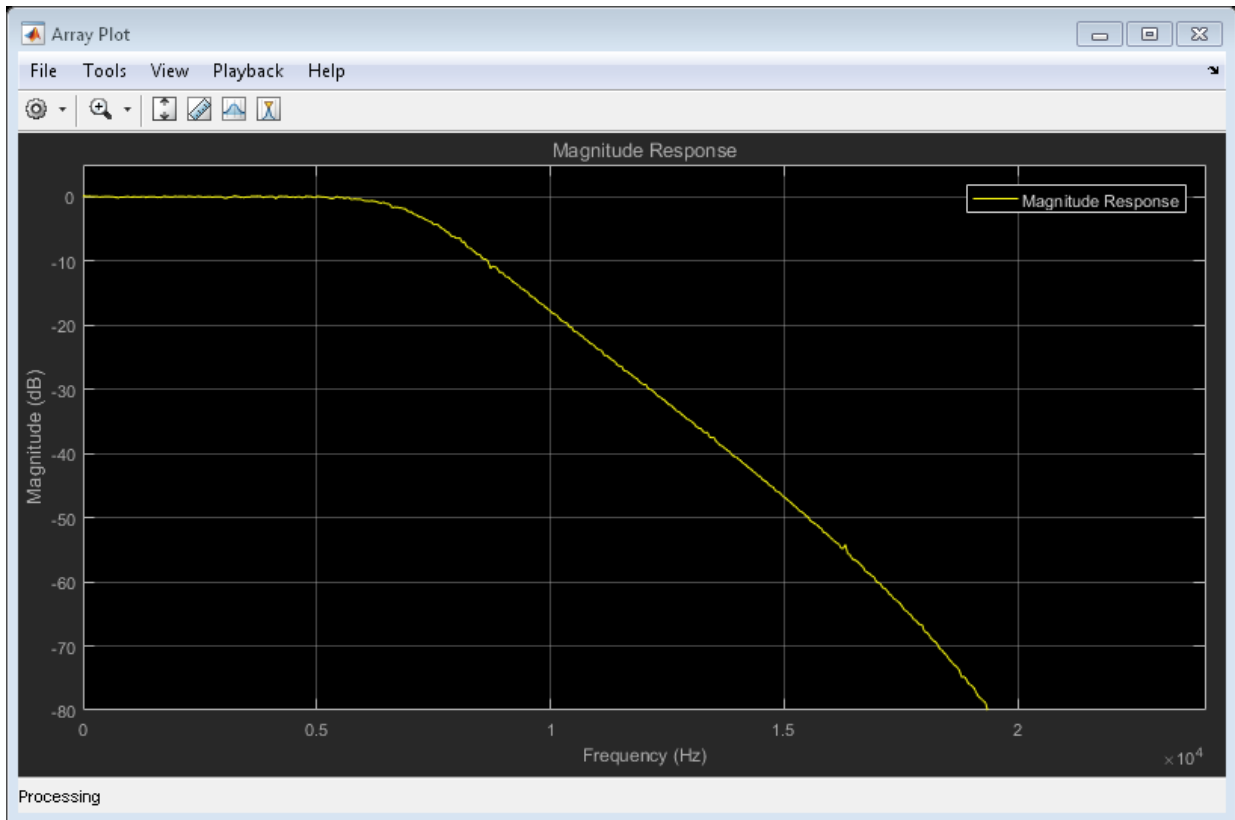 Array Plot
File Tools View Playback Help
Magnitude Response
Magnitude Response
0
-10
-20
-30
-40
-50
-60
-70
-80
Magnitude (dB)
0 0.5 1 1.5 2
Frequency (Hz)
×10⁴
Processing